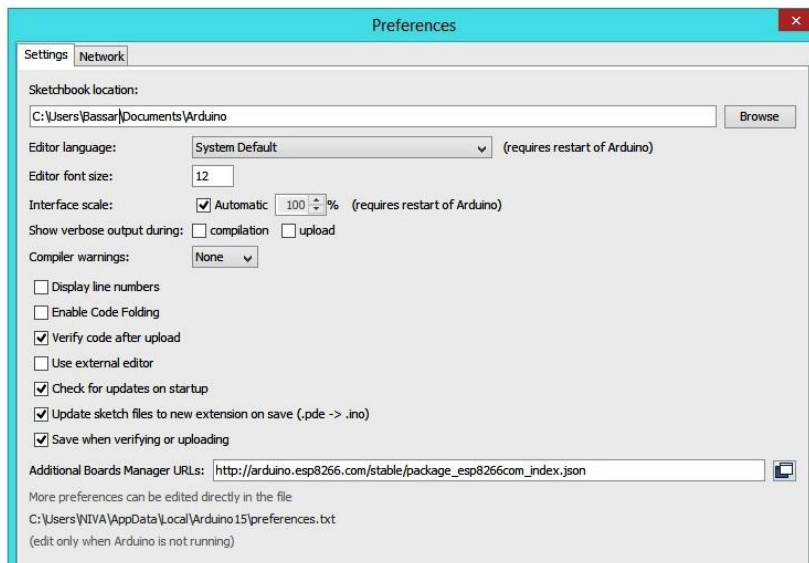 Preferences
Settings Network
Sketchbook location:
C:\Users\Bassar\Documents\Arduino Browse
Editor language: System Default (requires restart of Arduino)
Editor font size: 12
Interface scale: Automatic 100 % (requires restart of Arduino)
Show verbose output during: compilation upload
Compiler warnings: None
Display line numbers
Enable Code Folding
Verify code after upload
Use external editor
Check for updates on startup
Update sketch files to new extension on save (.pde -> .ino)
Save when verifying or uploading
Additional Boards Manager URLs: http://arduino.esp8266.com/stable/package_esp8266com_index.json
More preferences can be edited directly in the file
C:\Users\NIVA\AppData\Local\Arduino15\preferences.txt
(edit only when Arduino is not running)